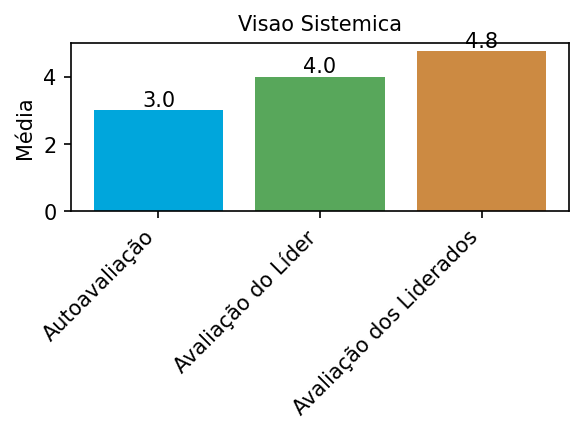 Visao Sistemica
4.8
4.0
3.0
Média
4
2
0
Autoavaliação
Avaliação do Líder
Avaliação dos Liderados